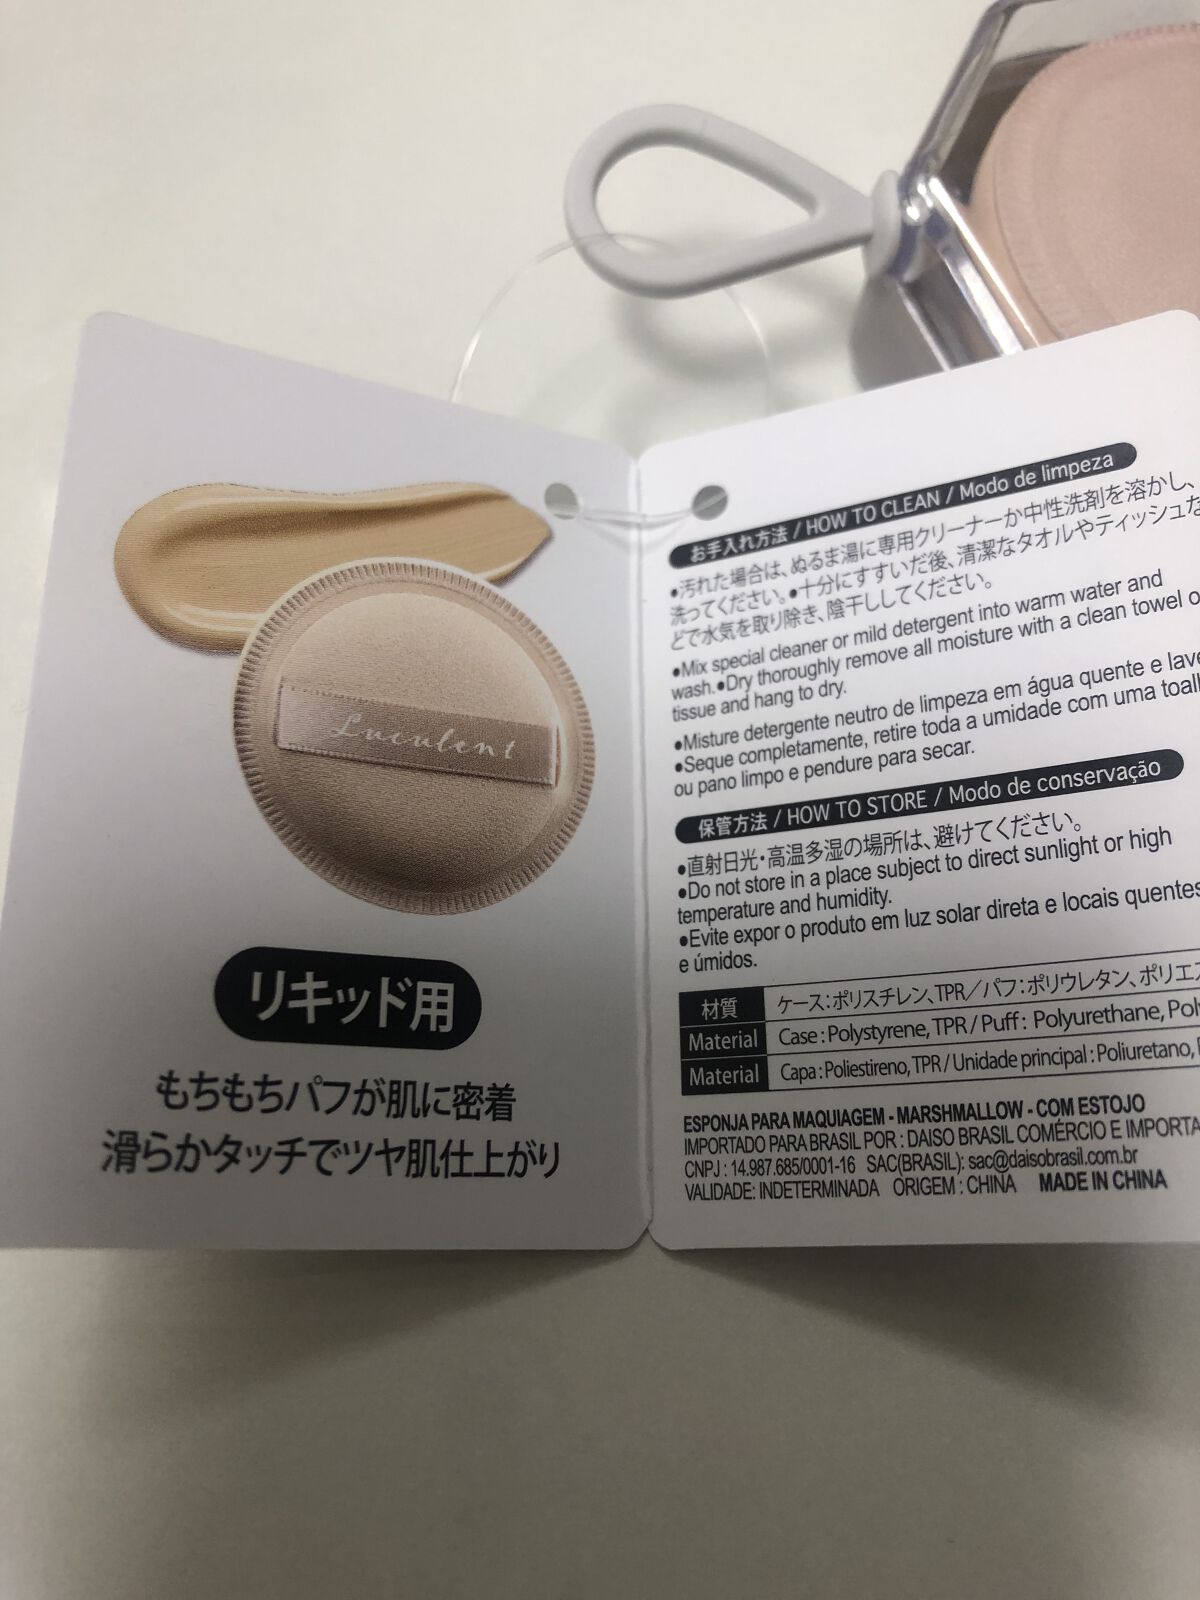 Luculent
リキッド用
もちもちパフが肌に密着
滑らかタッチでツヤ肌仕上がり
お手入れ方法 / HOW TO CLEAN / Modo de limpeza
●汚れた場合は、ぬるま湯に専用クリーナーか中性洗剤を溶かし、
洗ってください。●十分にすすいだ後、清潔なタオルやティッシュな
どで水気を取り除き、陰干ししてください。
●Mix special cleaner or mild detergent into warm water and
wash.●Dry thoroughly remove all moisture with a clean towel
tissue and hang to dry.
●Misture detergente neutro de limpeza em água quente e
●Seque completamente, retire toda a umidade com uma
ou pano limpo e pendure para secar.
保管方法 / HOW TO STORE / Modo de conservação
●直射日光・高温多湿の場所は、避けてください。
●Do not store in a place subject to direct sunlight or high
temperature and humidity.
●Evite expor o produto em luz solar direta e locais quentes
e úmidos.
材質 ケース:ポリスチレン、TPR/パフ:ポリウレタン、
Material Case : Polystyrene, TPR / Puff : Polyurethane,
Material Capa : Poliestireno, TPR / Unidade principal : Poliuretano,
ESPONJA PARA MAQUIAGEM - MARSHMALLOW - COM ESTOJO
IMPORTADO PARA BRASIL POR : DAISO BRASIL COMÉRCIO E
CNPJ : 14.987.685/0001-16 SAC(BRASIL): sac@daisobrasil.com.br
VALIDADE: INDETERMINADA ORIGEM : CHINA MADE IN CHINA